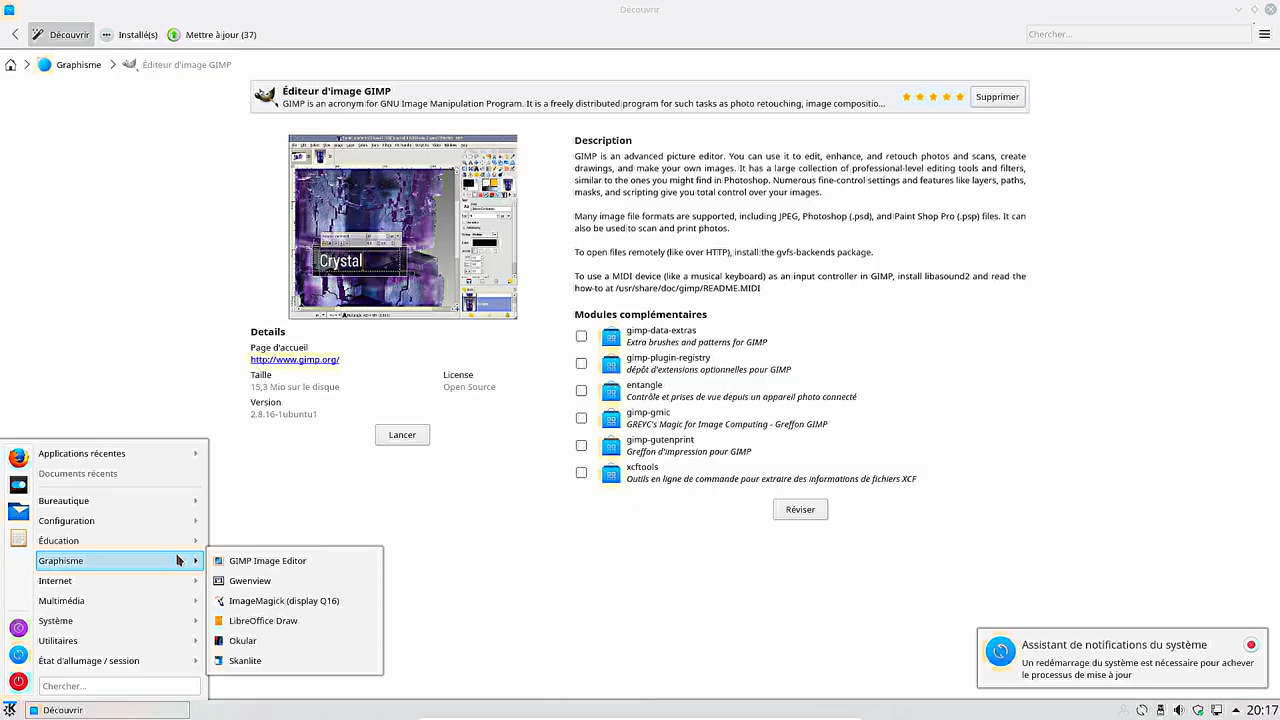 Découvrir
Découvrir
Installé(s)
Mettre à jour (37)
Chercher...
Graphisme
Éditeur d'image GIMP
Éditeur d'image GIMP
GIMP is an acronym for GNU Image Manipulation Program. It is a freely distributed program for such tasks as photo retouching, image compositio...
Supprimer
Crystal
Description
GIMP is an advanced picture editor. You can use it to edit, enhance, and retouch photos and scans, create
drawings, and make your own images. It has a large collection of professional-level editing tools and filters,
similar to the ones you might find in Photoshop. Numerous fine-control settings and features like layers, paths,
masks, and scripting give you total control over your images.
Many image file formats are supported, including JPEG, Photoshop (.psd), and Paint Shop Pro (.psp) files. It can
also be used to scan and print photos.
To open files remotely (like over HTTP), install the gvfs-backends package.
To use a MIDI device (like a musical keyboard) as an input controller in GIMP, install libasound2 and read the
how-to at /usr/share/doc/gimp/README.MIDI
Details
Page d'accueil
http://www.gimp.org/
Taille
License
15,3 Mio sur le disque
Open Source
Version
2.8.16-1ubuntu1
Lancer
Modules complémentaires
gimp-data-extras
Extra brushes and patterns for GIMP
gimp-plugin-registry
dépôt d'extensions optionnelles pour GIMP
entangle
Contrôle et prises de vue depuis un appareil photo connecté
gimp-gmic
GREYC's Magic for Image Computing - Greffon GIMP
gimp-gutenprint
Greffon d'impression pour GIMP
xcftools
Outils en ligne de commande pour extraire des informations de fichiers XCF
Réviser
Applications récentes
Documents récents
Bureautique
Configuration
Éducation
Graphisme
Internet
Multimédia
Système
Utilitaires
État d'allumage / session
Chercher...
GIMP Image Editor
Gwenview
ImageMagick (display Q16)
LibreOffice Draw
Okular
Skanlite
Assistant de notifications du système
Un redémarrage du système est nécessaire pour achever
le processus de mise à jour
Découvrir
20:17